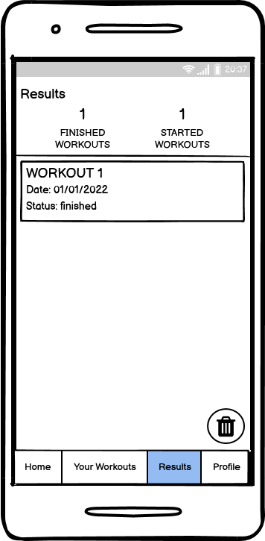 20:37
Results
1
FINISHED
WORKOUTS
1
STARTED
WORKOUTS
WORKOUT 1
Date: 01/01/2022
Status: finished
Home
Your Workouts
Results
Profile